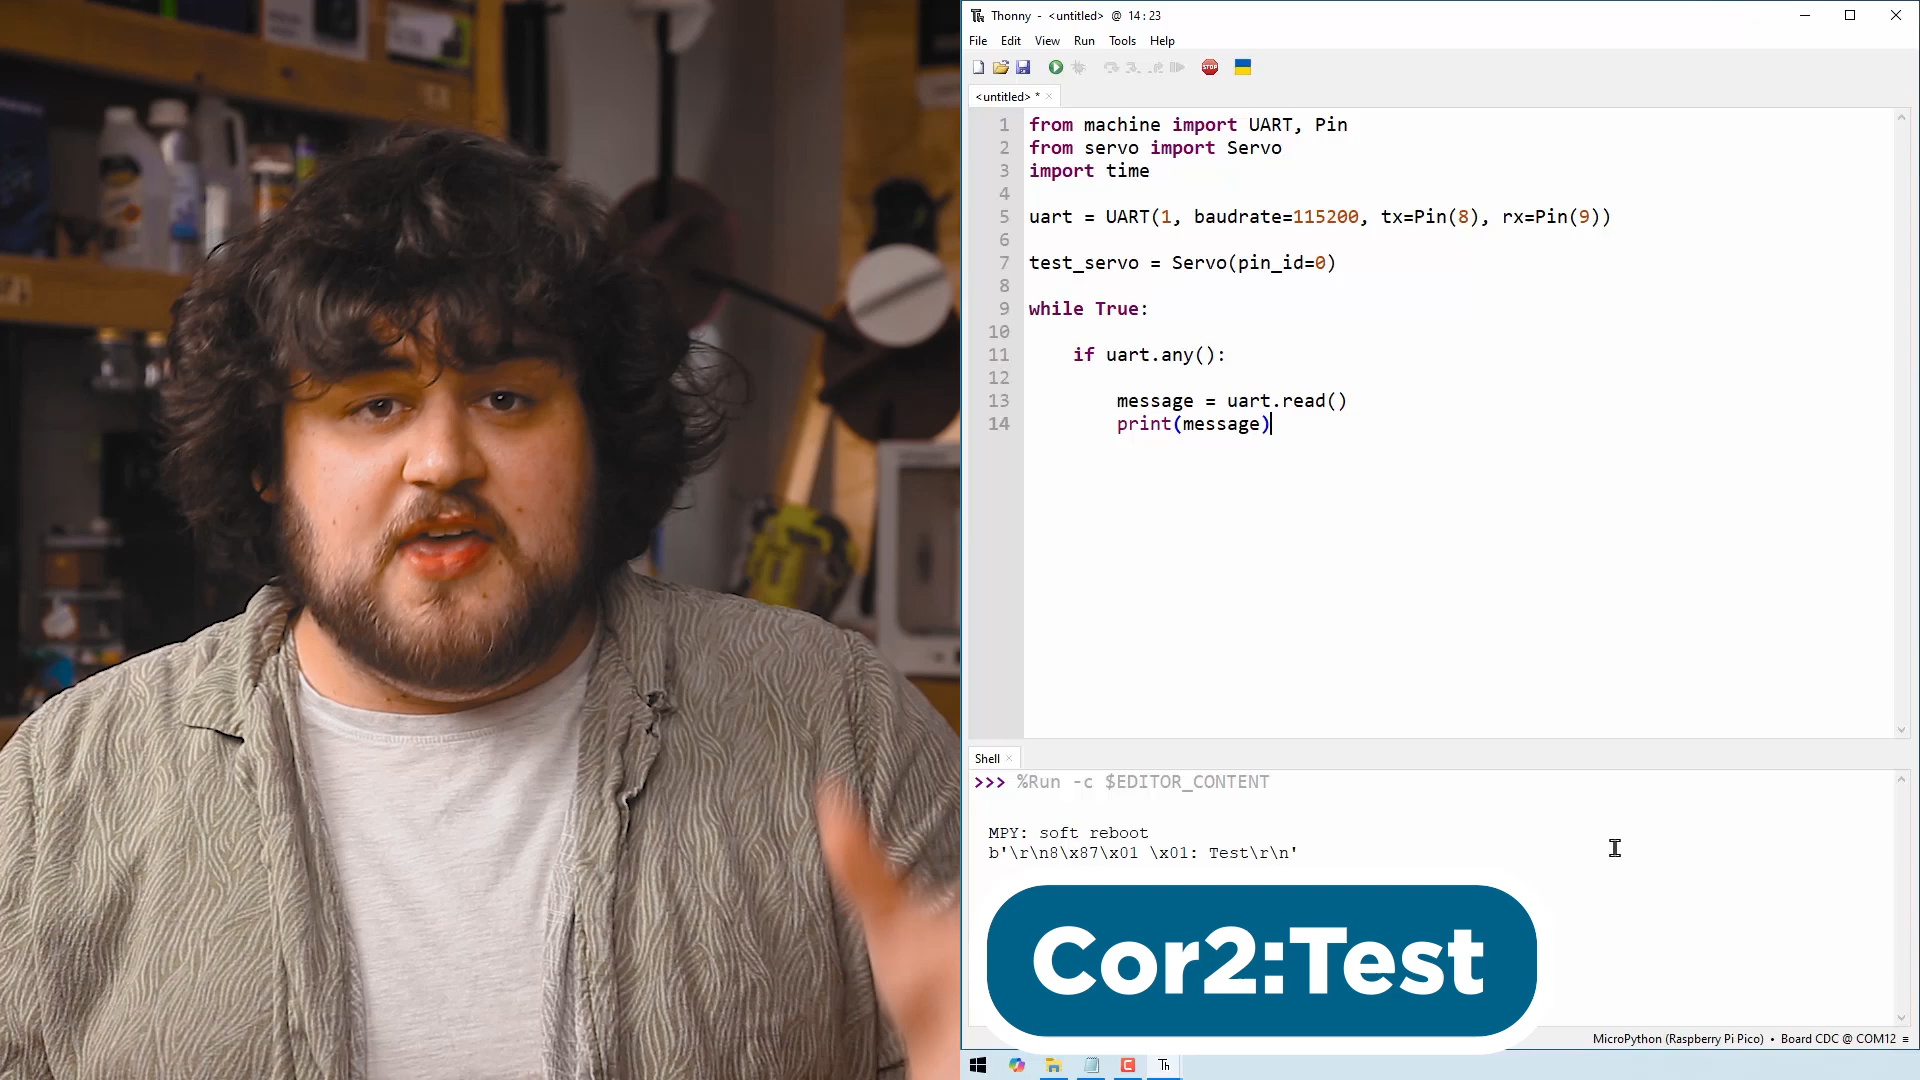 Thonny - <untitled> @ 14:23
File Edit View Run Tools Help
STOP
<untitled> *
1 from machine import UART, Pin
2 from servo import Servo
3 import time
4
5 uart = UART(1, baudrate=115200, tx=Pin(8), rx=Pin(9))
6
7 test_servo = Servo(pin_id=0)
8
9 while True:
10
11 if uart.any():
12
13 message = uart.read()
14 print(message)
Shell
>>> %Run -c $EDITOR_CONTENT
MPY: soft reboot
b'\r\n8\x87\x01 \x01: Test\r\n'
Cor2:Test
MicroPython (Raspberry Pi Pico) • Board CDC @ COM12 ≡
Th